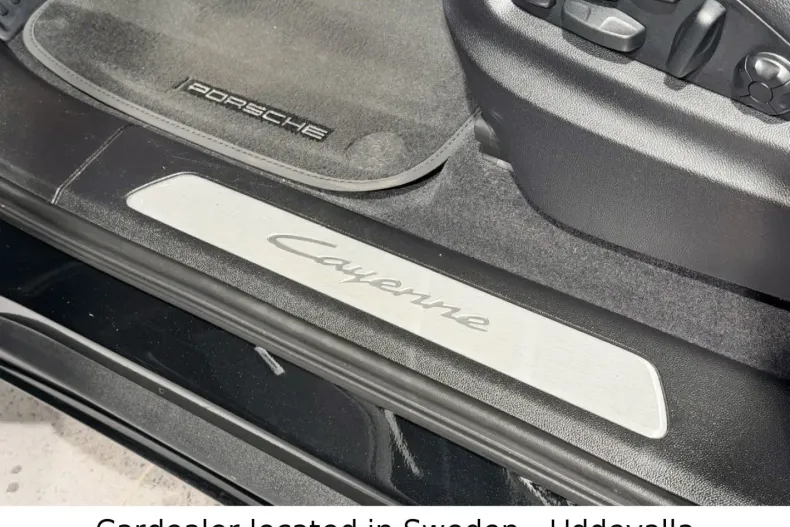 PORSCHE
Cayenne
Cardealer located in Sweden - Uddevalla